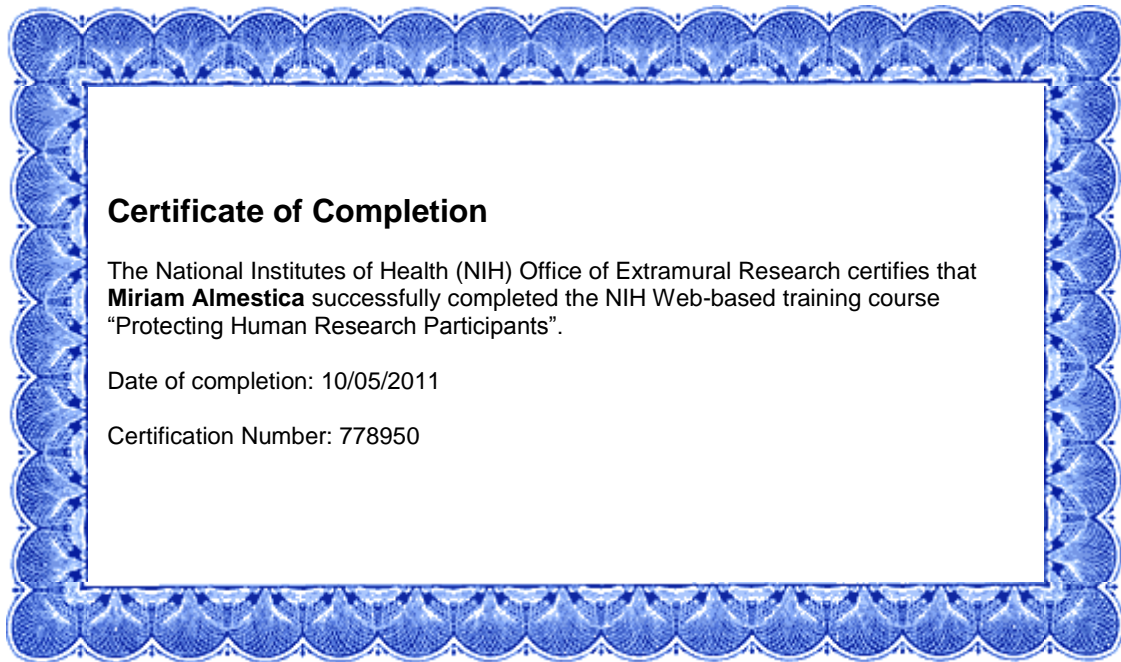 Certificate of Completion
The National Institutes of Health (NIH) Office of Extramural Research certifies that
Miriam Almestica successfully completed the NIH Web-based training course
“Protecting Human Research Participants”.
Date of completion: 10/05/2011
Certification Number: 778950